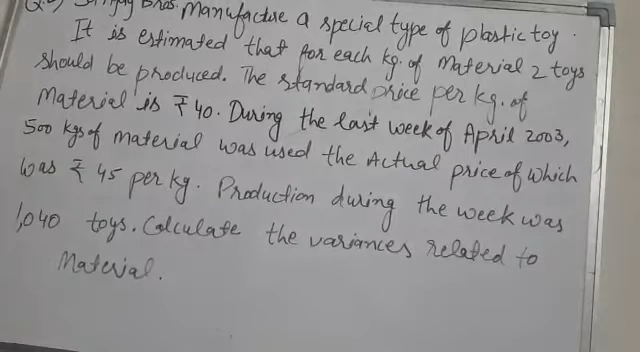 Bros. Manufacture a special type of plastic toy.
It is estimated that for each kg. of Material 2 toys
should be produced. The standard price per kg. of
Material is ₹ 40. During the last week of April 2003,
500 kgs of material was used the Actual price of which
was ₹ 45 per kg. Production during the week was
1,040 toys. Calculate the variances related to
Material.